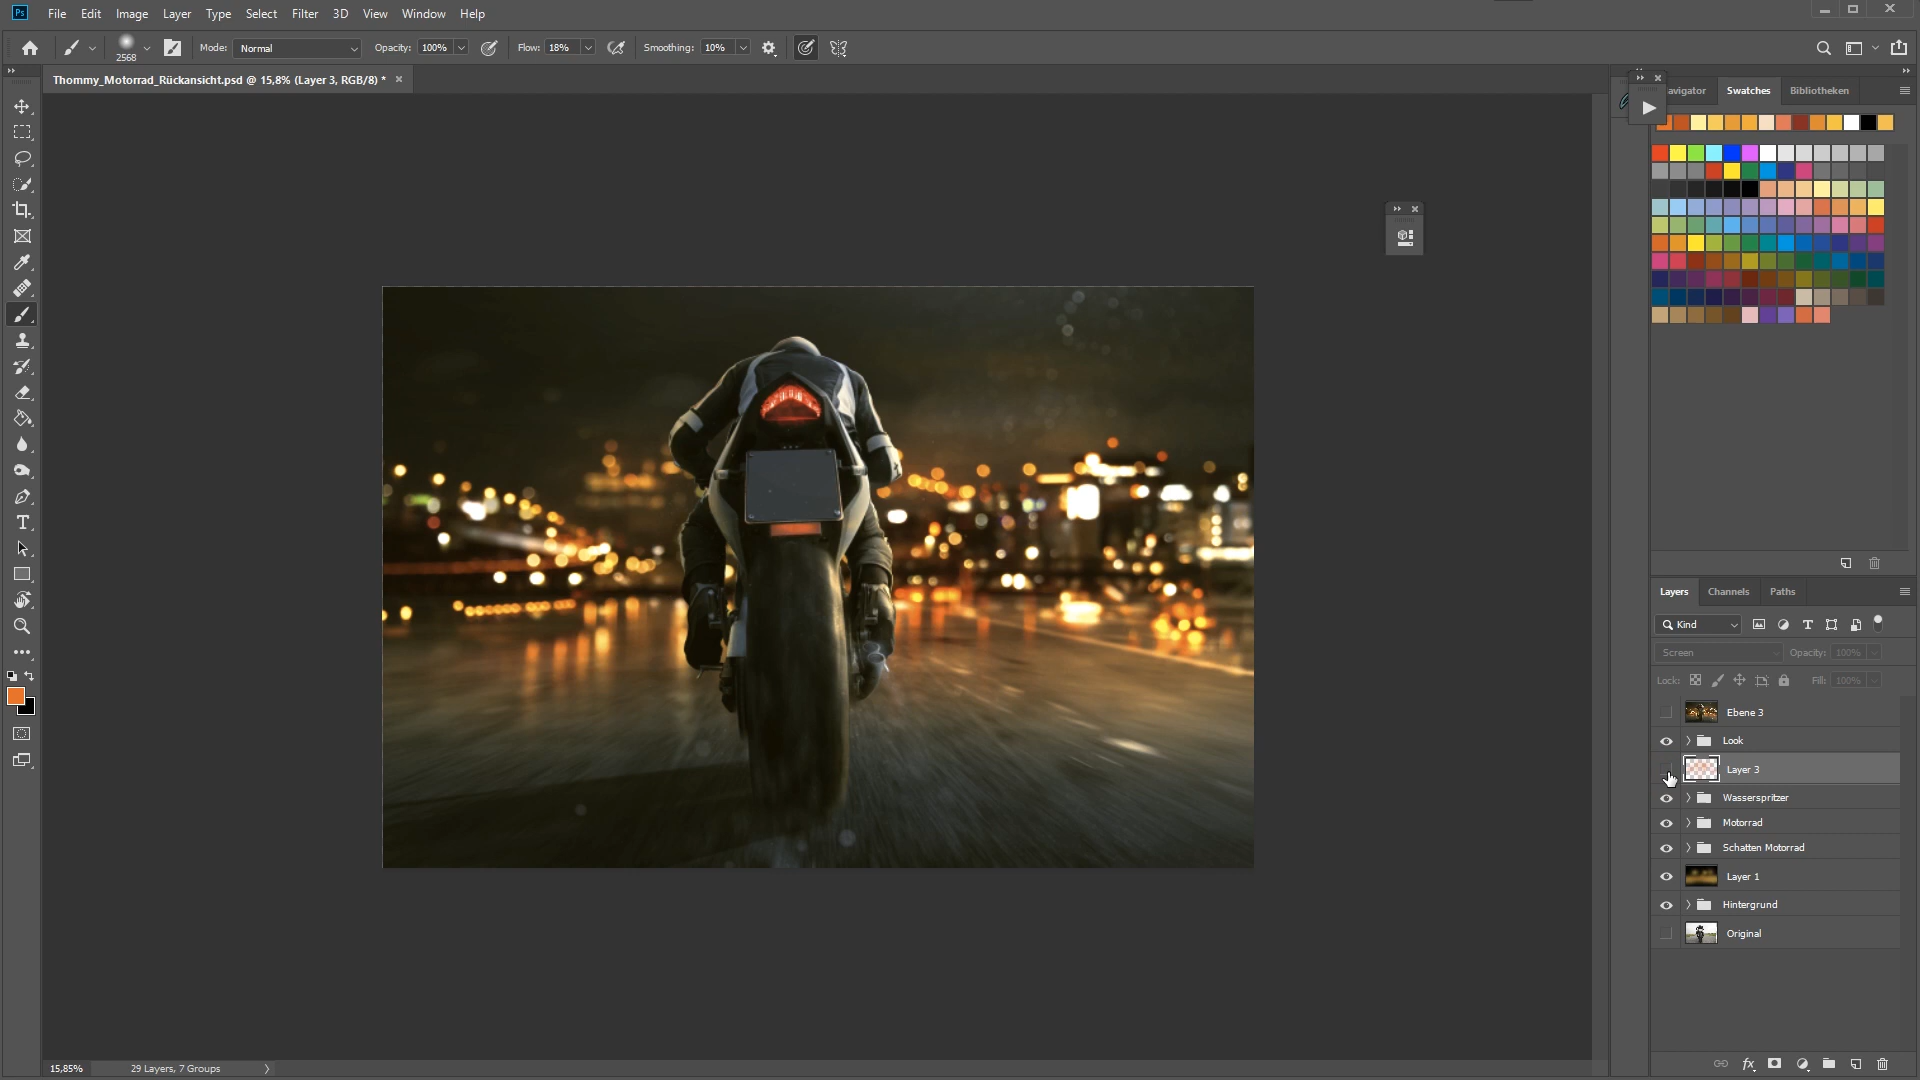 Ps File Edit Image Layer Type Select Filter 3D View Window Help
2568 Mode: Normal Opacity: 100% Flow: 18% Smoothing: 10%
Thommy_Motorrad_Rückansicht.psd @ 15,8% (Layer 3, RGB/8) *
avigator Swatches Bibliotheken
Layers Channels Paths
Kind
Screen Opacity: 100%
Lock: Fill: 100%
Ebene 3
Look
Layer 3
Wasserspritzer
Motorrad
Schatten Motorrad
Layer 1
Hintergrund
Original
15,85% 29 Layers, 7 Groups